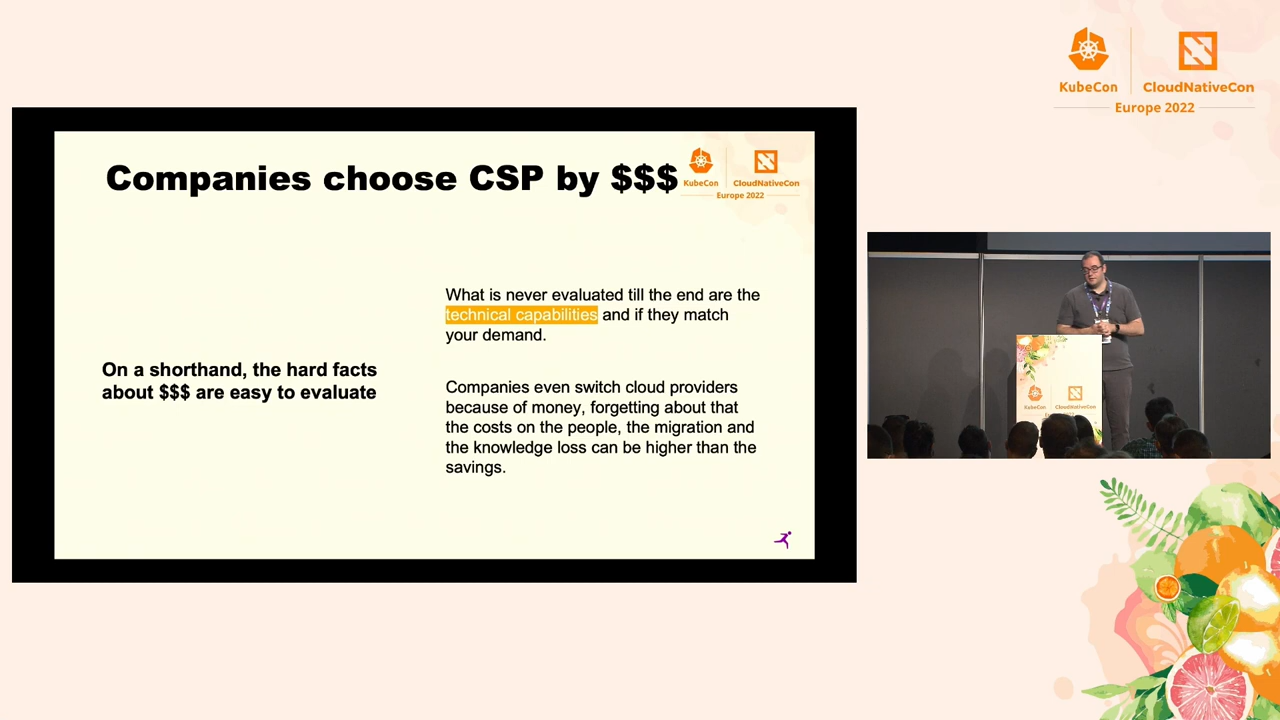 KubeCon
CloudNativeCon
Europe 2022
Companies choose CSP by $$$
KubeCon
CloudNativeCon
Europe 2022
What is never evaluated till the end are the
technical capabilities and if they match
your demand.
On a shorthand, the hard facts
about $$$ are easy to evaluate
Companies even switch cloud providers
because of money, forgetting about that
the costs on the people, the migration and
the knowledge loss can be higher than the
savings.
KubeCon
CloudNativeCon